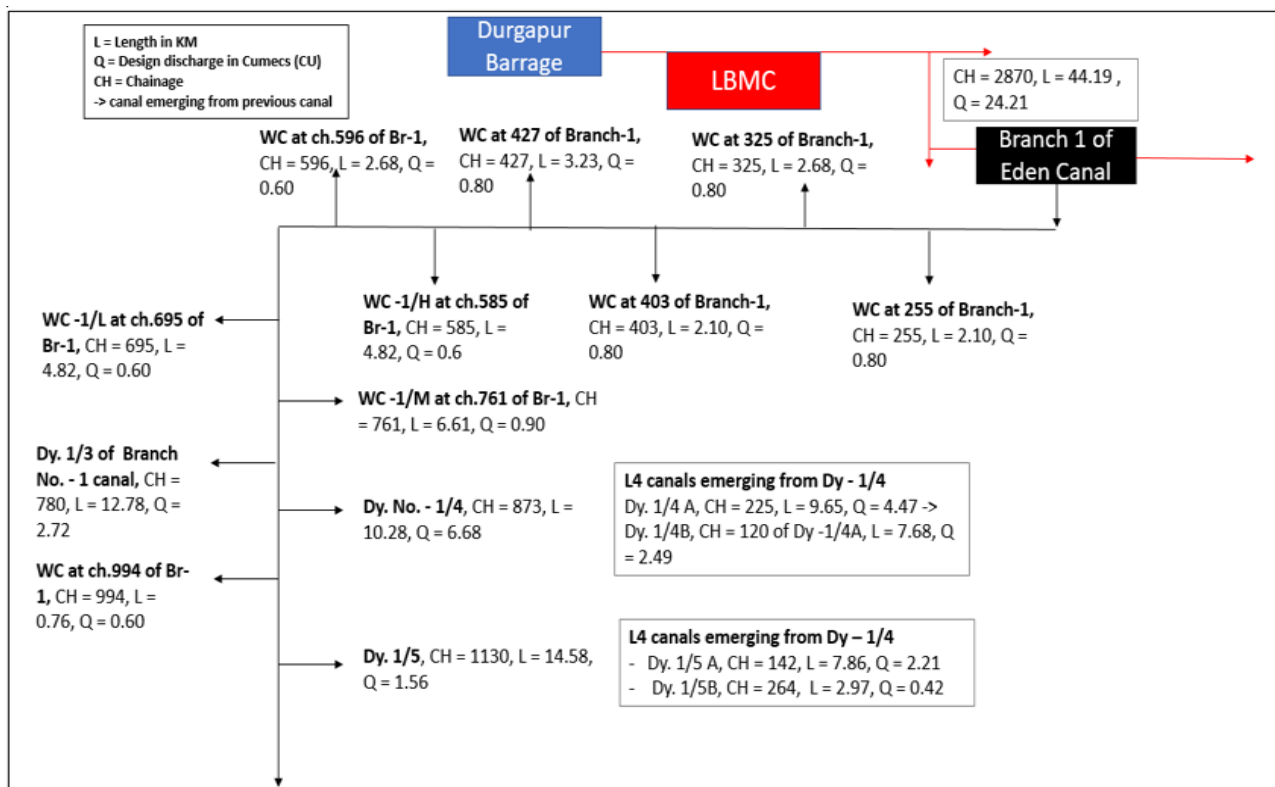 L = Length in KM
Q = Design discharge in Cumecs (CU)
CH = Chainage
-> canal emerging from previous canal
Durgapur
Barrage
LBMC
CH = 2870, L = 44.19 ,
Q = 24.21
Branch 1 of
Eden Canal
WC at ch.596 of Br-1,
CH = 596, L = 2.68, Q =
0.60
WC at 427 of Branch-1,
CH = 427, L = 3.23, Q =
0.80
WC at 325 of Branch-1,
CH = 325, L = 2.68, Q =
0.80
WC -1/L at ch.695 of
Br-1, CH = 695, L =
4.82, Q = 0.60
WC -1/H at ch.585 of
Br-1, CH = 585, L =
4.82, Q = 0.6
WC at 403 of Branch-1,
CH = 403, L = 2.10, Q =
0.80
WC at 255 of Branch-1,
CH = 255, L = 2.10, Q =
0.80
WC -1/M at ch.761 of Br-1, CH
= 761, L = 6.61, Q = 0.90
Dy. 1/3 of Branch
No. - 1 canal, CH =
780, L = 12.78, Q =
2.72
Dy. No. - 1/4, CH = 873, L =
10.28, Q = 6.68
L4 canals emerging from Dy - 1/4
Dy. 1/4 A, CH = 225, L = 9.65, Q = 4.47 ->
Dy. 1/4B, CH = 120 of Dy -1/4A, L = 7.68, Q
= 2.49
WC at ch.994 of Br-
1, CH = 994, L =
0.76, Q = 0.60
Dy. 1/5, CH = 1130, L = 14.58,
Q = 1.56
L4 canals emerging from Dy – 1/4
- Dy. 1/5 A, CH = 142, L = 7.86, Q = 2.21
- Dy. 1/5B, CH = 264, L = 2.97, Q = 0.42